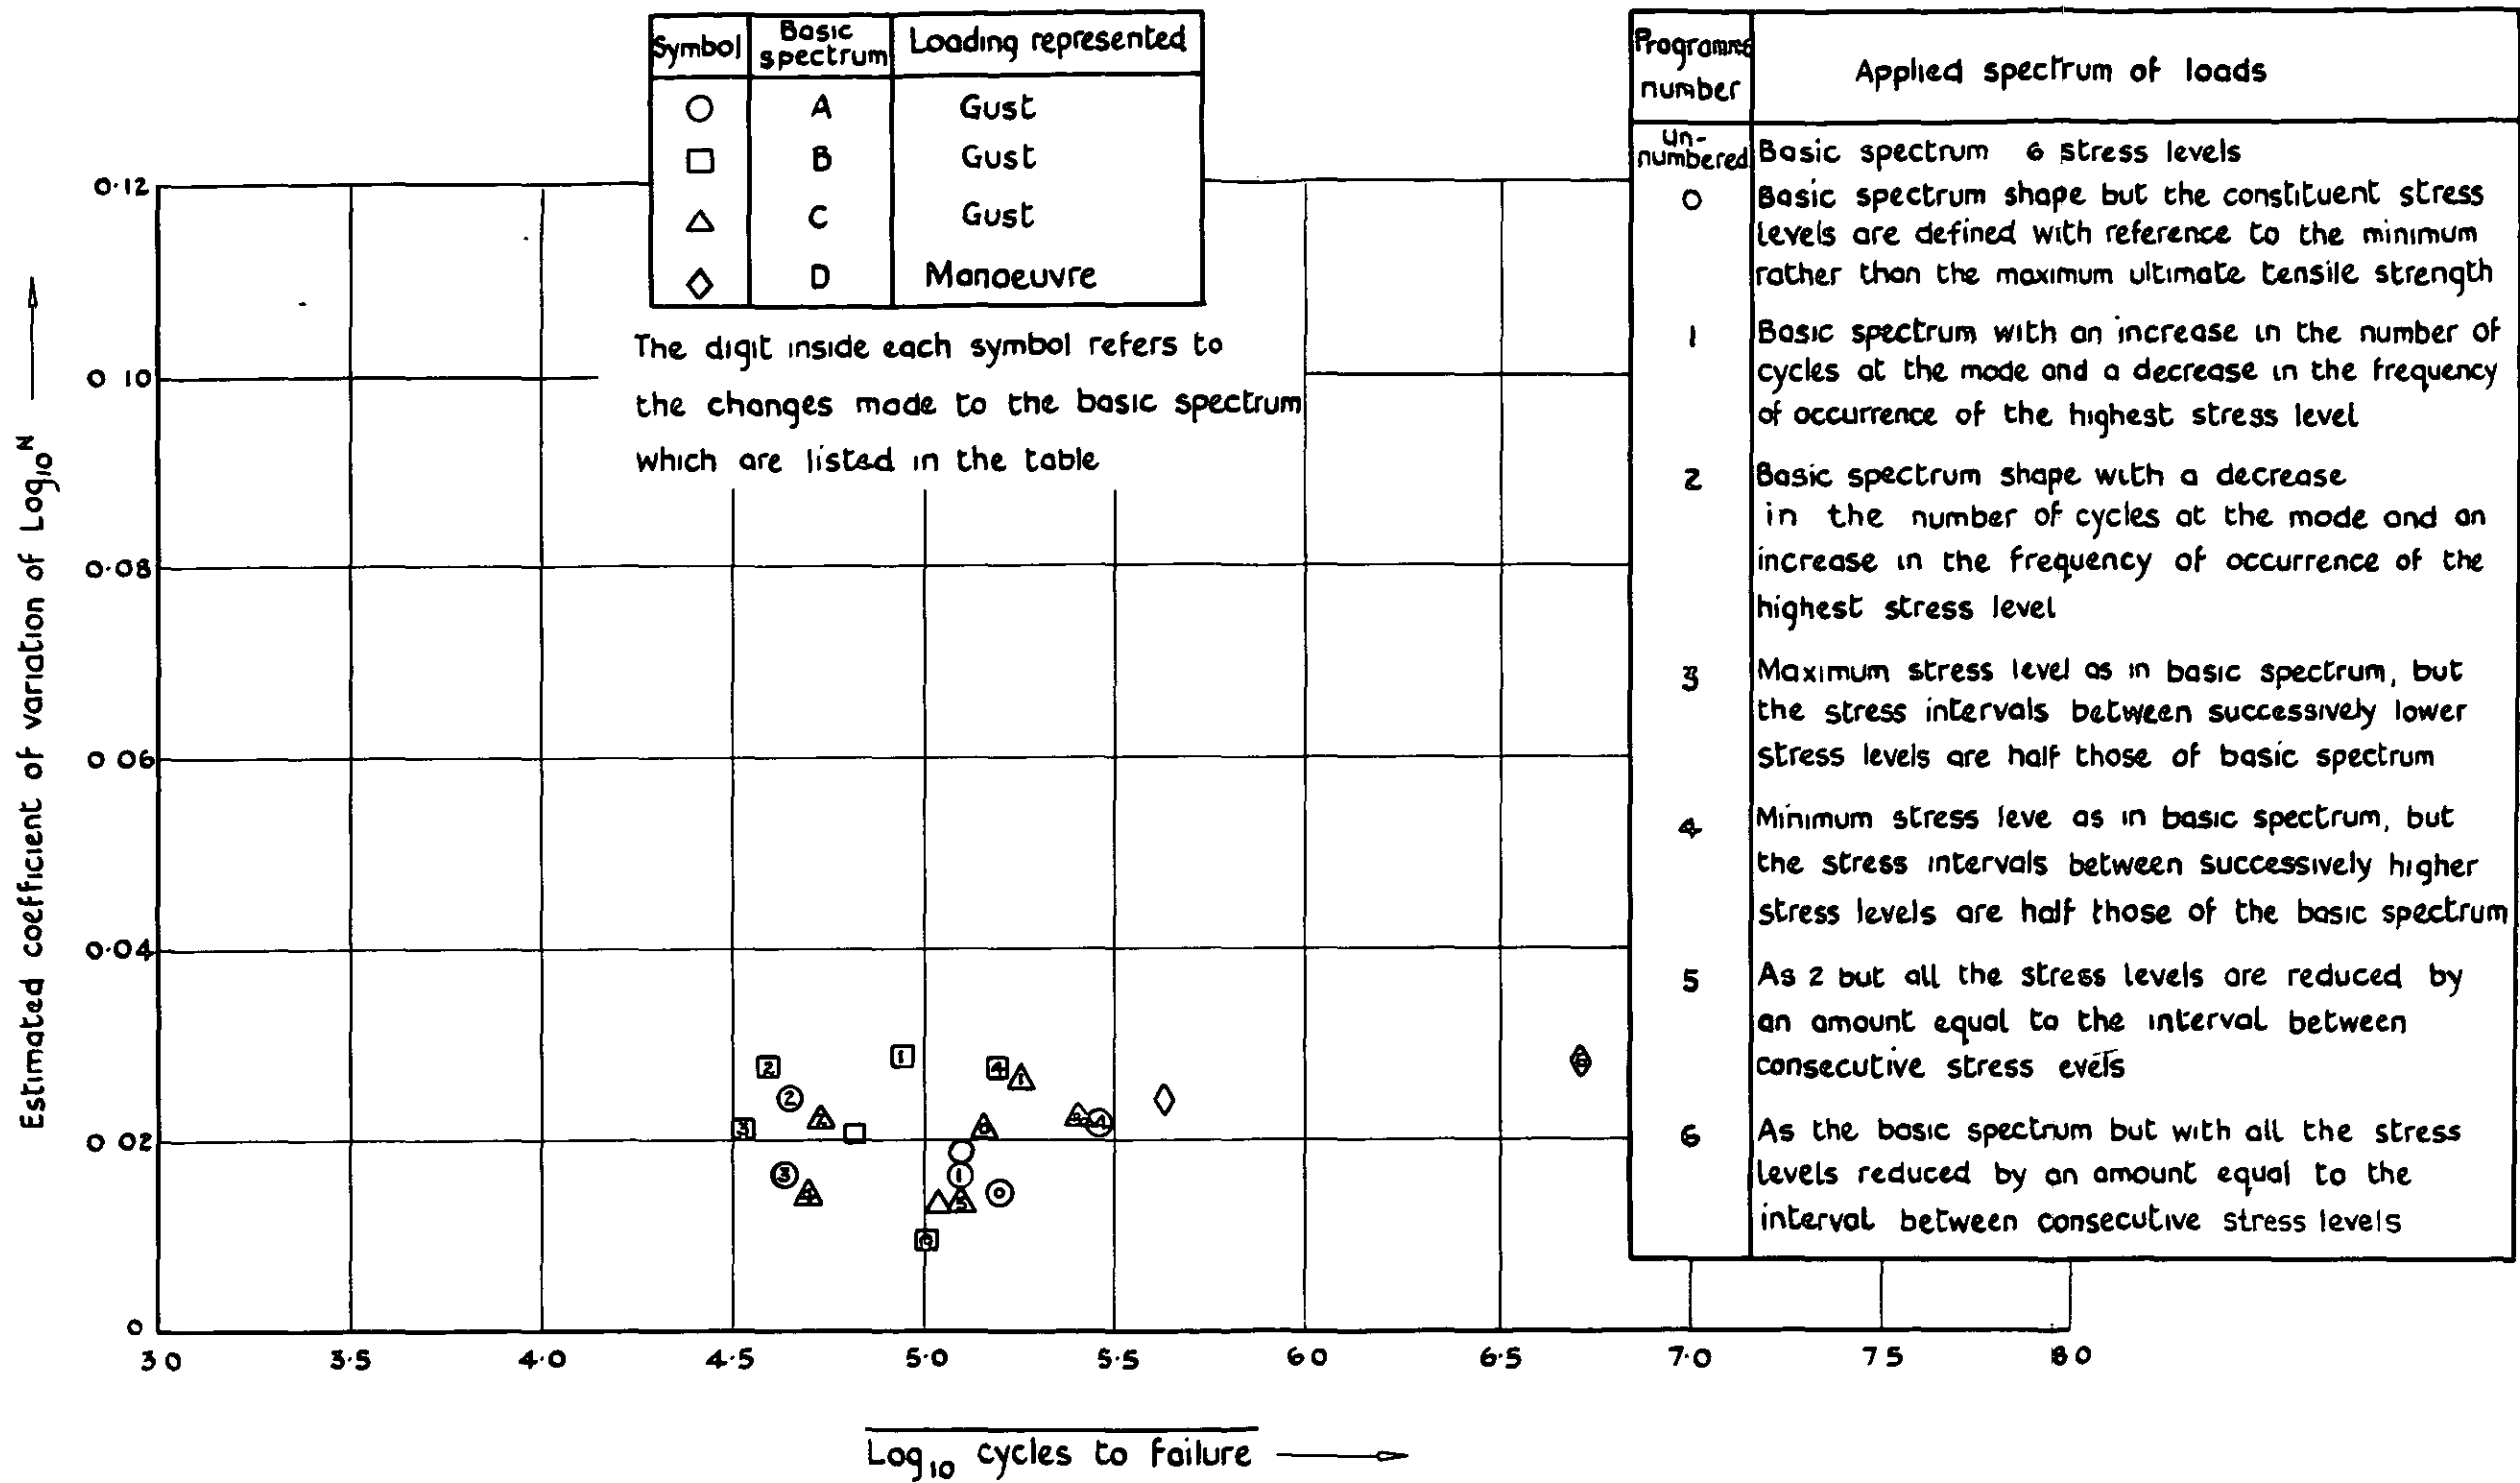 Symbol Basic spectrum Loading represented
A Gust
B Gust
C Gust
D Manoeuvre
The digit inside each symbol refers to
the changes made to the basic spectrum
which are listed in the table
Programme number Applied spectrum of loads
un-numbered Basic spectrum 6 stress levels
0 Basic spectrum shape but the constituent stress
levels are defined with reference to the minimum
rather than the maximum ultimate tensile strength
1 Basic spectrum with an increase in the number of
cycles at the mode and a decrease in the frequency
of occurrence of the highest stress level
2 Basic spectrum shape with a decrease
in the number of cycles at the mode and an
increase in the frequency of occurrence of the
highest stress level
3 Maximum stress level as in basic spectrum, but
the stress intervals between successively lower
stress levels are half those of basic spectrum
4 Minimum stress leve as in basic spectrum, but
the stress intervals between successively higher
stress levels are half those of the basic spectrum
5 As 2 but all the stress levels are reduced by
an amount equal to the interval between
consecutive stress evels
6 As the basic spectrum but with all the stress
levels reduced by an amount equal to the
interval between consecutive stress levels
Estimated coefficient of variation of Log10 N
0·12
0 10
0·08
0 06
0·04
0 02
0
2
1
4
1
2
2
3
4
3
1
0
5
3 0 3·5 4·0 4·5 5·0 5·5 6 0 6·5 7·0 7 5 8 0
Log10 cycles to failure